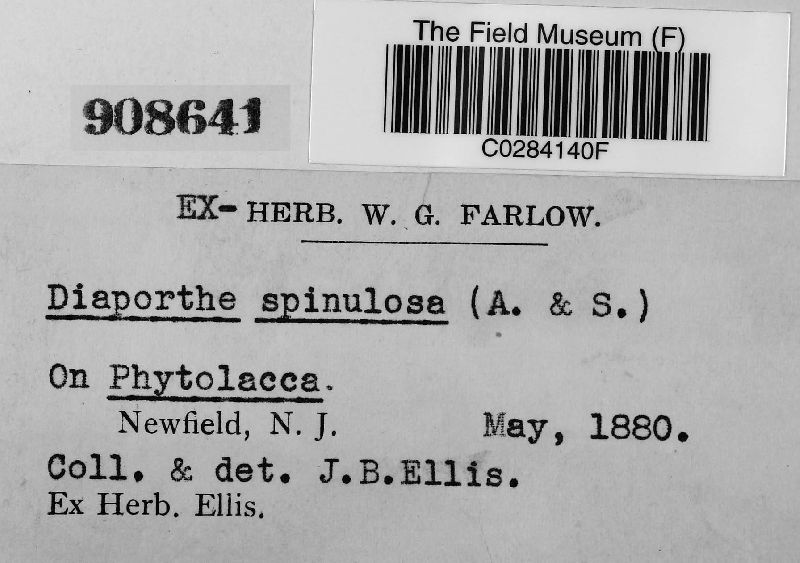 The Field Museum (F)
908641
C0284140F
EX- HERB. W. G. FARLOW.
Diaporthe spinulosa (A. & S.)
On Phytolacca.
Newfield, N. J. May, 1880.
Coll. & det. J.B.Ellis.
Ex Herb. Ellis.